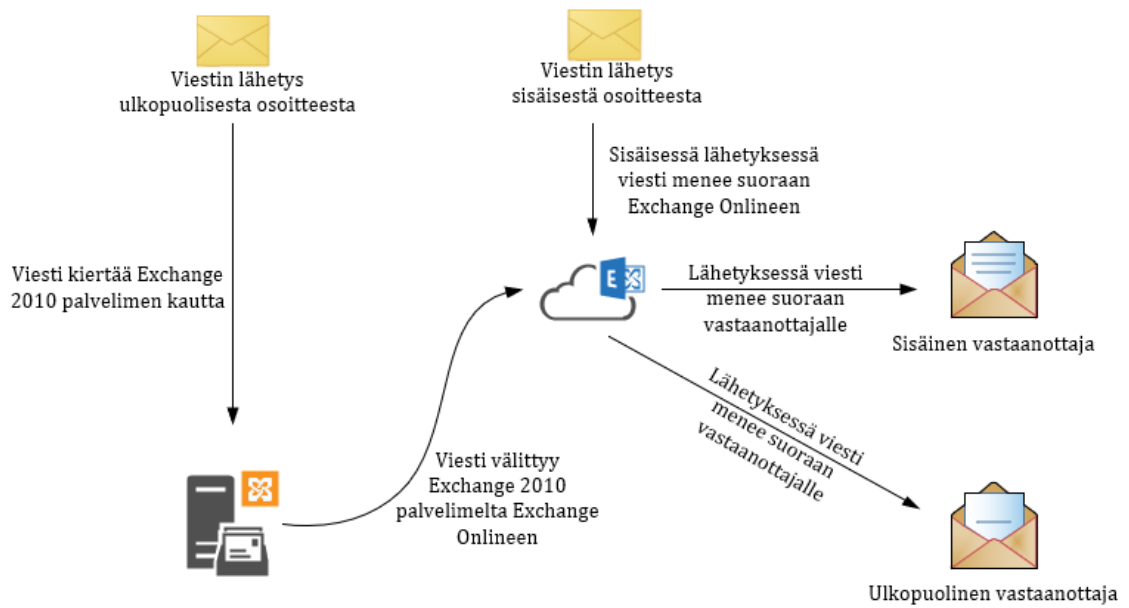 Viestin lähetys
ulkopuolisesta osoitteesta
Viestin lähetys
sisäisestä osoitteesta
Sisäisessä lähetyksessä
viesti menee suoraan
Exchange Onlineen
Viesti kiertää Exchange
2010 palvelimen kautta
E
Lähetyksessä viesti
menee suoraan
vastaanottajalle
Sisäinen vastaanottaja
Lähetyksessä viesti
menee suoraan
vastaanottajalle
Viesti välittyy
Exchange 2010
palvelimelta Exchange
Onlineen
Ulkopuolinen vastaanottaja